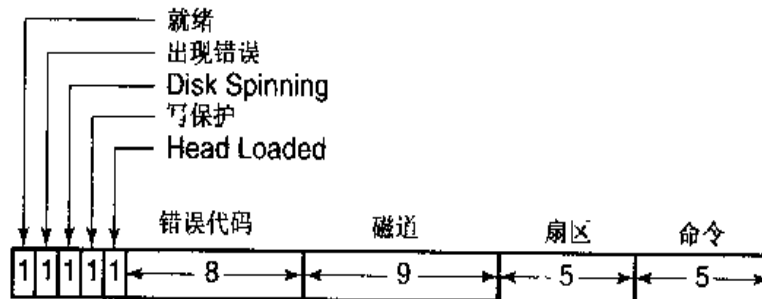 就绪
出现错误
Disk Spinning
写保护
Head Loaded
错误代码 磁道 扇区 命令
1 1 1 1 1 8 9 5 5